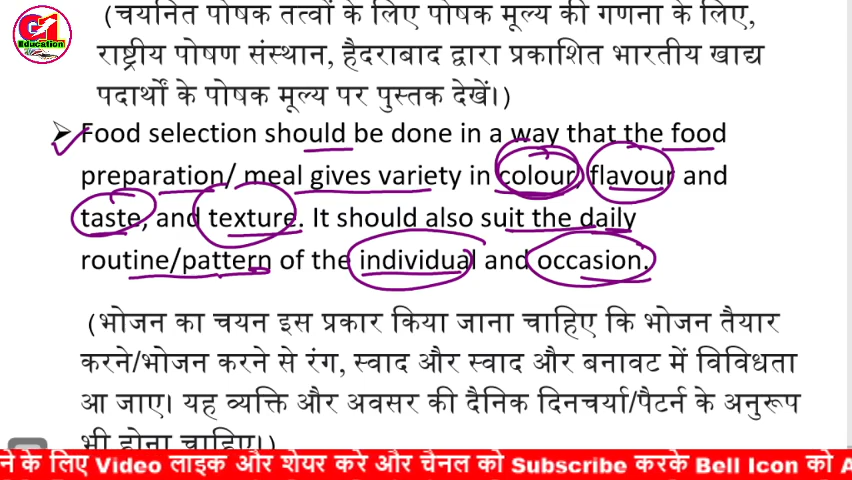 (चयनित पोषक तत्वों के लिए पोषक मूल्य की गणना के लिए,
राष्ट्रीय पोषण संस्थान, हैदराबाद द्वारा प्रकाशित भारतीय खाद्य
पदार्थों के पोषक मूल्य पर पुस्तक देखें।)
Education
➢ Food selection should be done in a way that the food
preparation/ meal gives variety in colour, flavour and
taste, and texture. It should also suit the daily
routine/pattern of the individual and occasion.
(भोजन का चयन इस प्रकार किया जाना चाहिए कि भोजन तैयार
करने/भोजन करने से रंग, स्वाद और स्वाद और बनावट में विविधता
आ जाए। यह व्यक्ति और अवसर की दैनिक दिनचर्या/पैटर्न के अनुरूप
भी होना चाहिए।)
ने के लिए Video लाइक और शेयर करे और चैनल को Subscribe करके Bell Icon को A